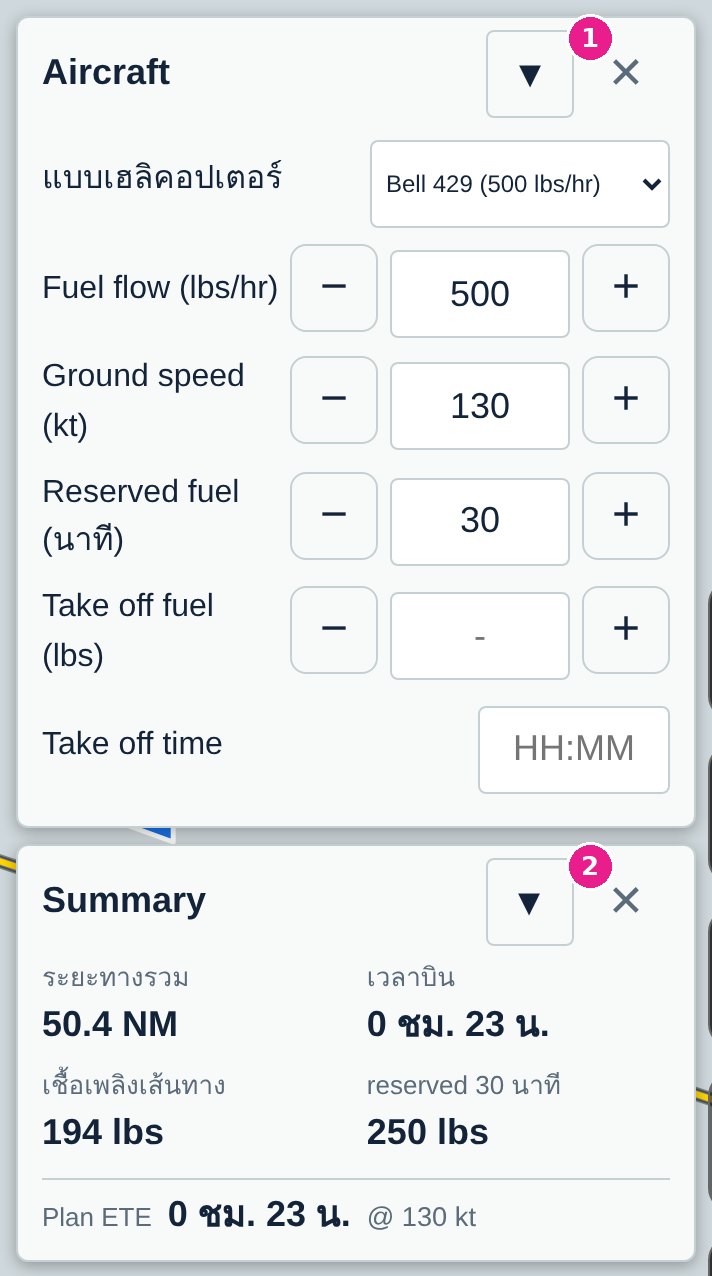 Aircraft ▼ 1 ✕
แบบเฮลิคอปเตอร์ Bell 429 (500 lbs/hr)
Fuel flow (lbs/hr) − 500 +
Ground speed (kt) − 130 +
Reserved fuel (นาที) − 30 +
Take off fuel (lbs) − - +
Take off time HH:MM
Summary ▼ 2 ✕
ระยะทางรวม เวลาบิน
50.4 NM 0 ชม. 23 น.
เชื้อเพลิงเส้นทาง reserved 30 นาที
194 lbs 250 lbs
Plan ETE 0 ชม. 23 น. @ 130 kt